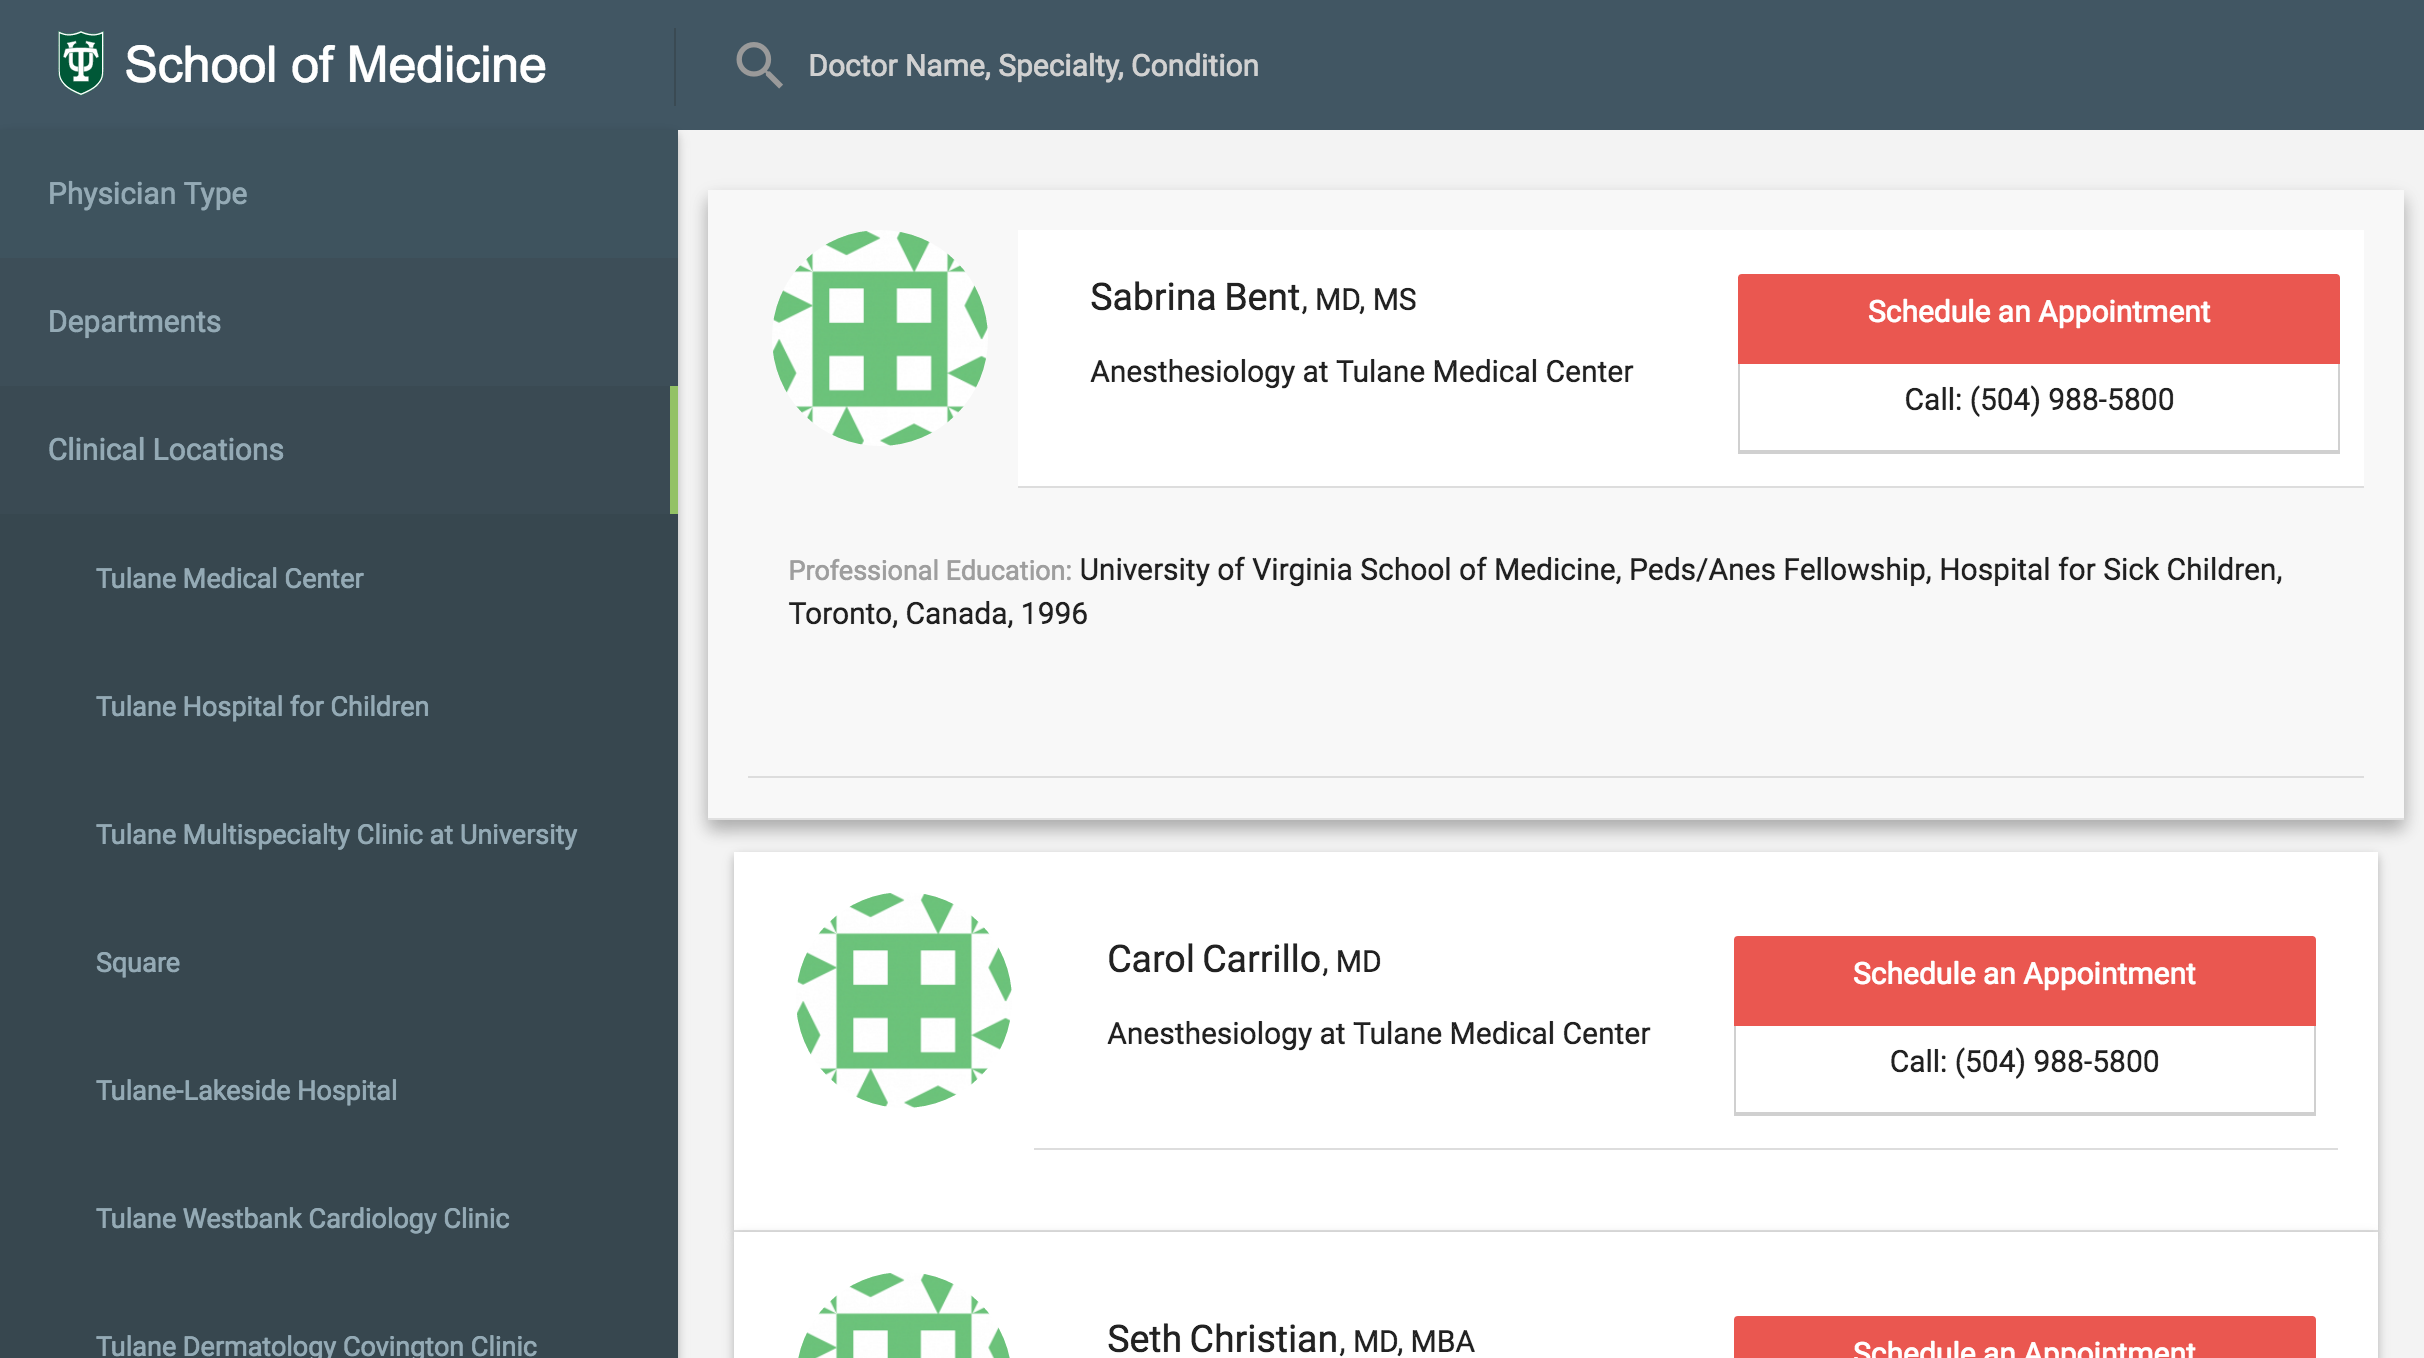 School of Medicine
Doctor Name, Specialty, Condition
Physician Type
Departments
Clinical Locations
Tulane Medical Center
Tulane Hospital for Children
Tulane Multispecialty Clinic at University
Square
Tulane-Lakeside Hospital
Tulane Westbank Cardiology Clinic
Tulane Dermatology Covington Clinic
Sabrina Bent, MD, MS
Anesthesiology at Tulane Medical Center
Schedule an Appointment
Call: (504) 988-5800
Professional Education: University of Virginia School of Medicine, Peds/Anes Fellowship, Hospital for Sick Children,
Toronto, Canada, 1996
Carol Carrillo, MD
Anesthesiology at Tulane Medical Center
Schedule an Appointment
Call: (504) 988-5800
Seth Christian, MD, MBA
Schedule an Appointment